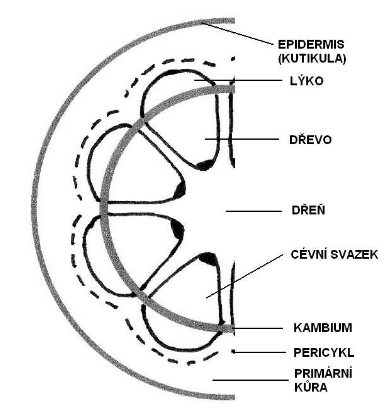 EPIDERMIS
(KUTIKULA)
LÝKO
DŘEVO
DŘEŇ
CÉVNÍ SVAZEK
KAMBIUM
PERICYKL
PRIMÁRNÍ
KŮRA